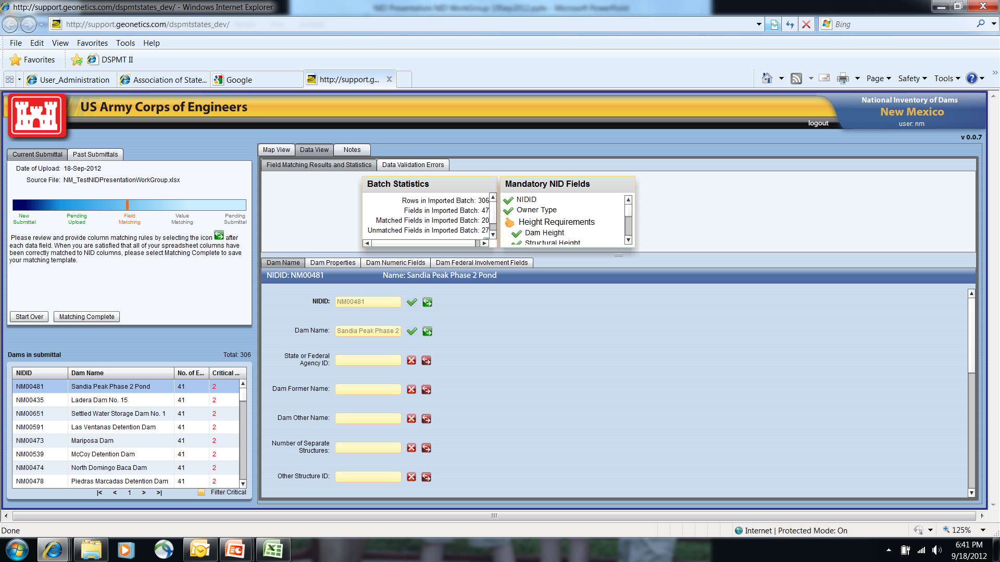 http://support.geonetics.com/dspmtstates_dev/ - Windows Internet Explorer
NID Presentation NID WorkGroup 19Sep2012.pptx - Microsoft PowerPoint
http://support.geonetics.com/dspmtstates_dev/
Bing
File Edit View Favorites Tools Help
Favorites DSPMT II
User_Administration Association of State... Google http://support.g...
Page Safety Tools
US Army Corps of Engineers
National Inventory of Dams
New Mexico
logout
user: nm
v 0.0.7
Current Submittal Past Submittals
Date of Upload: 18-Sep-2012
Source File: NM_TestNIDPresentationWorkGroup.xlsx
New Submittal
Pending Upload
Field Matching
Value Matching
Pending Submittal
Please review and provide column matching rules by selecting the icon after
each data field. When you are satisfied that all of your spreadsheet columns have
been correctly matched to NID columns, please select Matching Complete to save
your matching template.
Start Over Matching Complete
Dams in submittal Total: 306
NIDID Dam Name No. of E... Critical ...
NM00481 Sandia Peak Phase 2 Pond 41 2
NM00435 Ladera Dam No. 15 41 2
NM00651 Settled Water Storage Dam No. 1 41 2
NM00591 Las Ventanas Detention Dam 41 2
NM00473 Mariposa Dam 41 2
NM00539 McCoy Detention Dam 41 2
NM00474 North Domingo Baca Dam 41 2
NM00478 Piedras Marcadas Detention Dam 41 2
|< < 1 > >| Filter Critical
Map View Data View Notes
Field Matching Results and Statistics Data Validation Errors
Batch Statistics
Rows in Imported Batch: 306
Fields in Imported Batch: 47
Matched Fields in Imported Batch: 20
Unmatched Fields in Imported Batch: 27
Mandatory NID Fields
NIDID
Owner Type
Height Requirements
Dam Height
Structural Height
Dam Name Dam Properties Dam Numeric Fields Dam Federal Involvement Fields
NIDID: NM00481 Name: Sandia Peak Phase 2 Pond
NIDID: NM00481
Dam Name: Sandia Peak Phase 2
State or Federal
Agency ID:
Dam Former Name:
Dam Other Name:
Number of Separate
Structures:
Other Structure ID:
Done
Internet | Protected Mode: On
125%
6:41 PM
9/18/2012